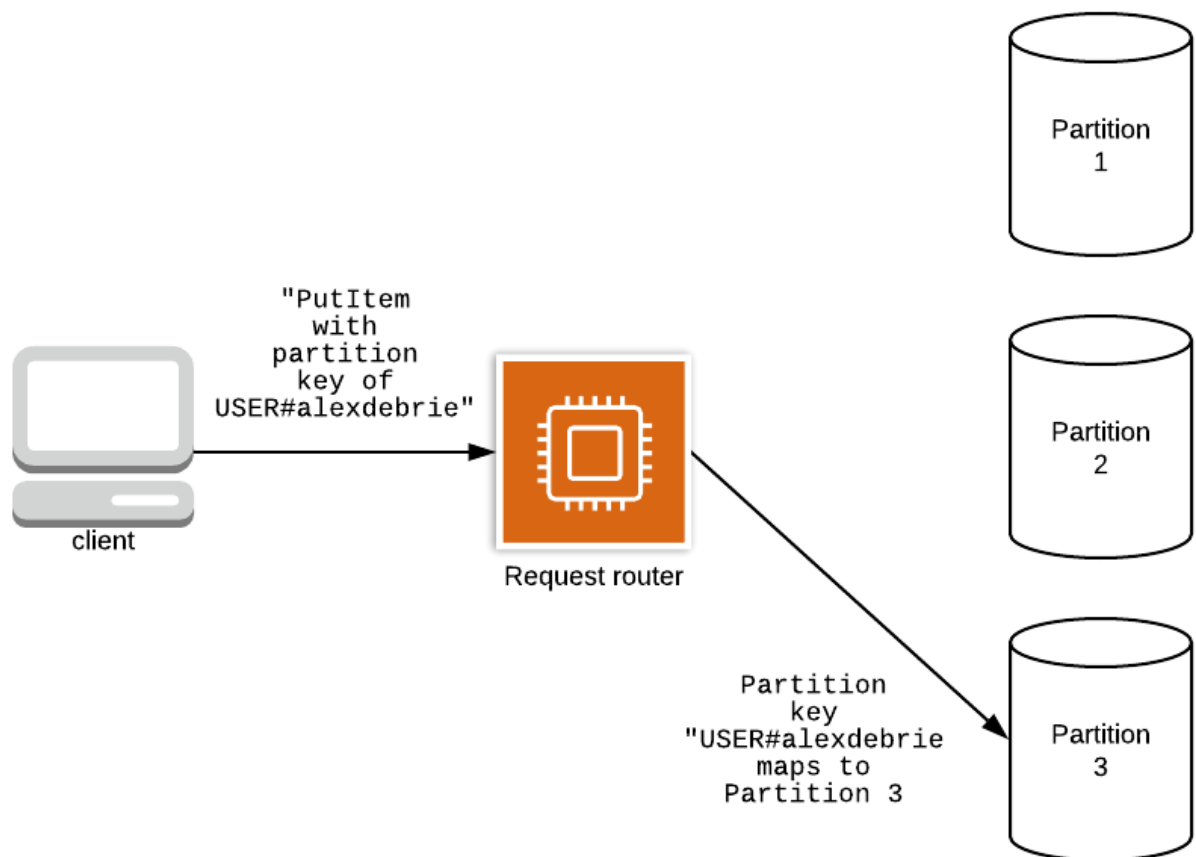 Partition
1
"PutItem
with
partition
key of
USER#alexdebrie"
client
Request router
Partition
2
Partition
key
"USER#alexdebrie
maps to
Partition 3
Partition
3